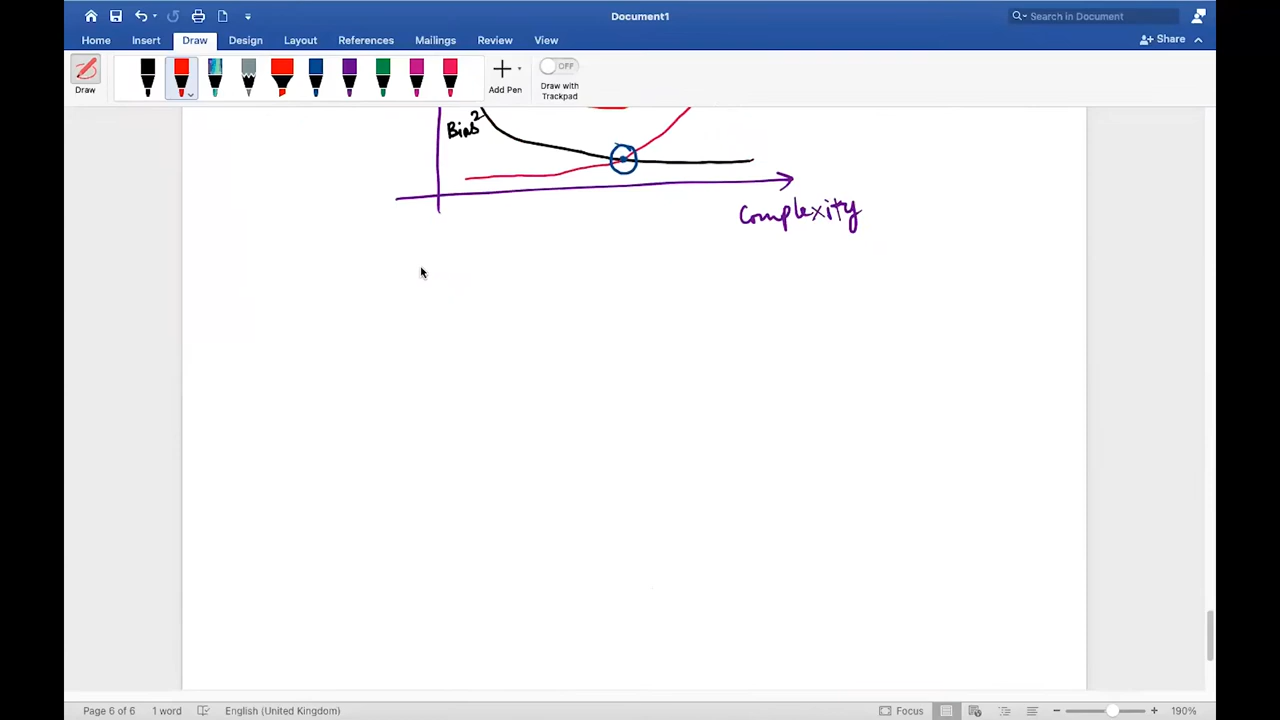 Document1
Search in Document
Home Insert Draw Design Layout References Mailings Review View
Share
Draw
Add Pen
OFF
Draw with
Trackpad
Bias²
Complexity
Page 6 of 6 1 word English (United Kingdom) Focus 190%